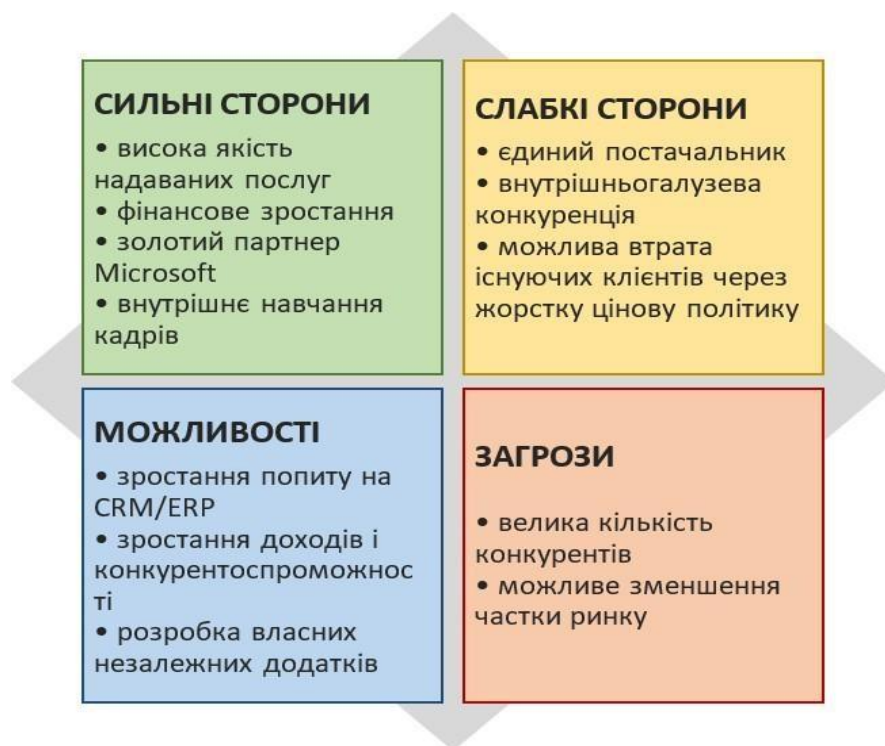 СИЛЬНІ СТОРОНИ
• висока якість
надаваних послуг
• фінансове зростання
• золотий партнер
Microsoft
• внутрішнє навчання
кадрів
СЛАБКІ СТОРОНИ
• єдиний постачальник
• внутрішньогалузева
конкуренція
• можлива втрата
існуючих клієнтів через
жорстку цінову політику
МОЖЛИВОСТІ
• зростання попиту на
CRM/ERP
• зростання доходів і
конкурентоспроможнос
ті
• розробка власних
незалежних додатків
ЗАГРОЗИ
• велика кількість
конкурентів
• можливе зменшення
частки ринку